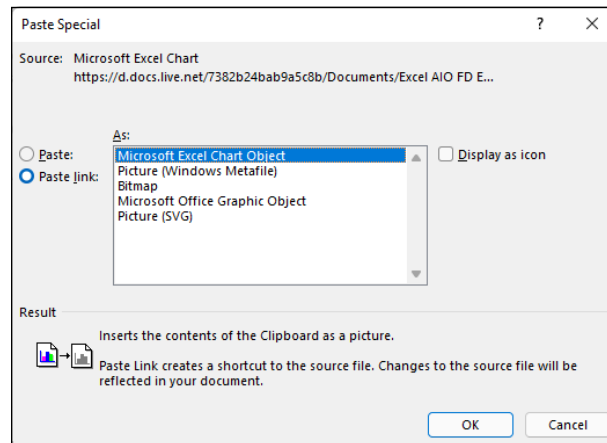 Paste Special
Source: Microsoft Excel Chart
https://d.docs.live.net/7382b24bab9a5c8b/Documents/Excel AIO FD E...
As:
Paste:
Paste link:
Microsoft Excel Chart Object
Picture (Windows Metafile)
Bitmap
Microsoft Office Graphic Object
Picture (SVG)
Display as icon
Result
Inserts the contents of the Clipboard as a picture.
Paste Link creates a shortcut to the source file. Changes to the source file will be
reflected in your document.
OK Cancel